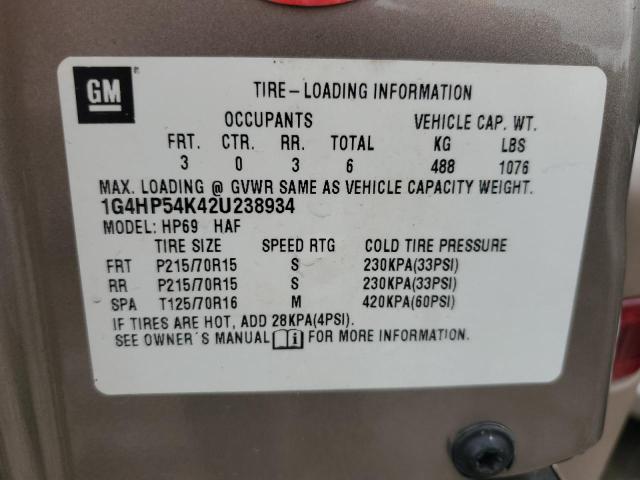 GM
TIRE-LOADING INFORMATION
OCCUPANTS VEHICLE CAP. WT.
FRT. CTR. RR. TOTAL KG LBS
3 0 3 6 488 1076
MAX. LOADING @ GVWR SAME AS VEHICLE CAPACITY WEIGHT.
1G4HP54K42U238934
MODEL: HP69 HAF
TIRE SIZE SPEED RTG COLD TIRE PRESSURE
FRT P215/70R15 S 230KPA(33PSI)
RR P215/70R15 S 230KPA(33PSI)
SPA T125/70R16 M 420KPA(60PSI)
IF TIRES ARE HOT, ADD 28KPA(4PSI).
SEE OWNER'S MANUAL i FOR MORE INFORMATION.